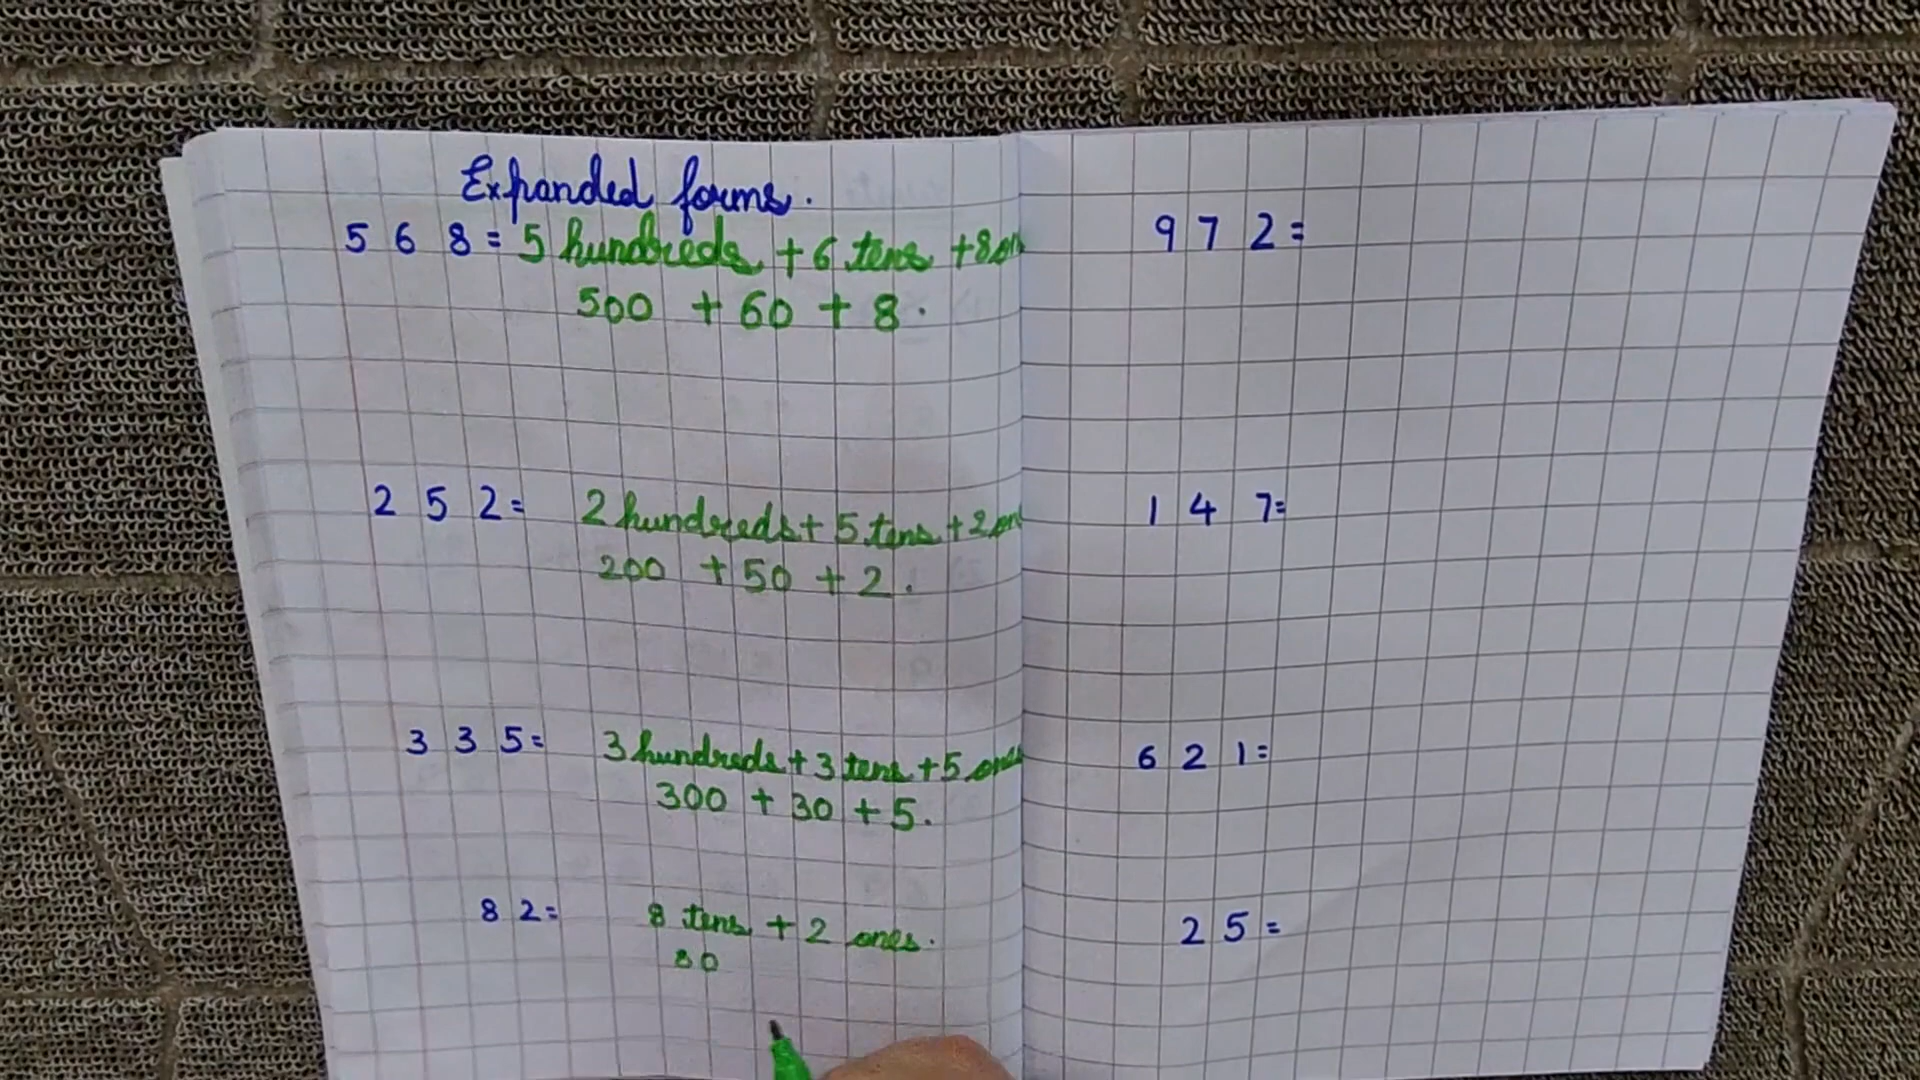 Expanded forms.
5 6 8 = 5 hundreds + 6 tens + 8 on
500 + 60 + 8.
2 5 2 = 2 hundreds + 5 tens + 2 on
200 + 50 + 2.
3 3 5 = 3 hundreds + 3 tens + 5 ones
300 + 30 + 5.
8 2 = 8 tens + 2 ones.
80
9 7 2 =
1 4 7 =
6 2 1 =
2 5 =